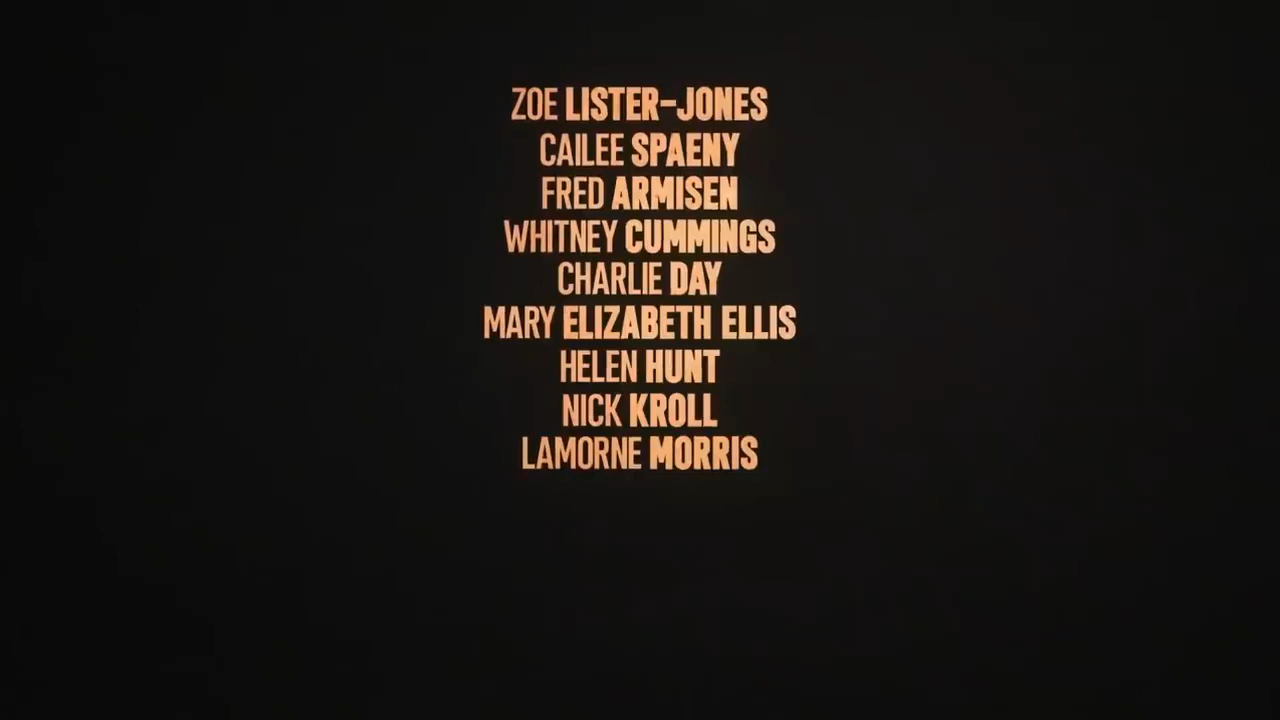 ZOE LISTER-JONES
CAILEE SPAENY
FRED ARMISEN
WHITNEY CUMMINGS
CHARLIE DAY
MARY ELIZABETH ELLIS
HELEN HUNT
NICK KROLL
LAMORNE MORRIS